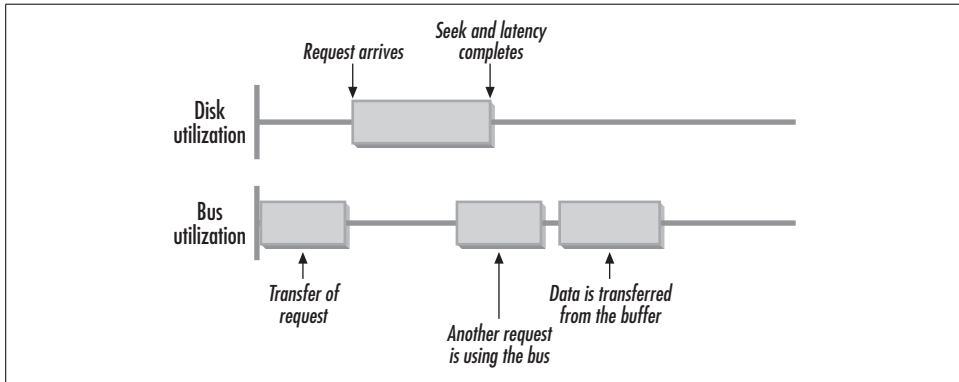 Seek and latency
completes
Request arrives
Disk
utilization
Bus
utilization
Transfer of
request
Another request
is using the bus
Data is transferred
from the buffer